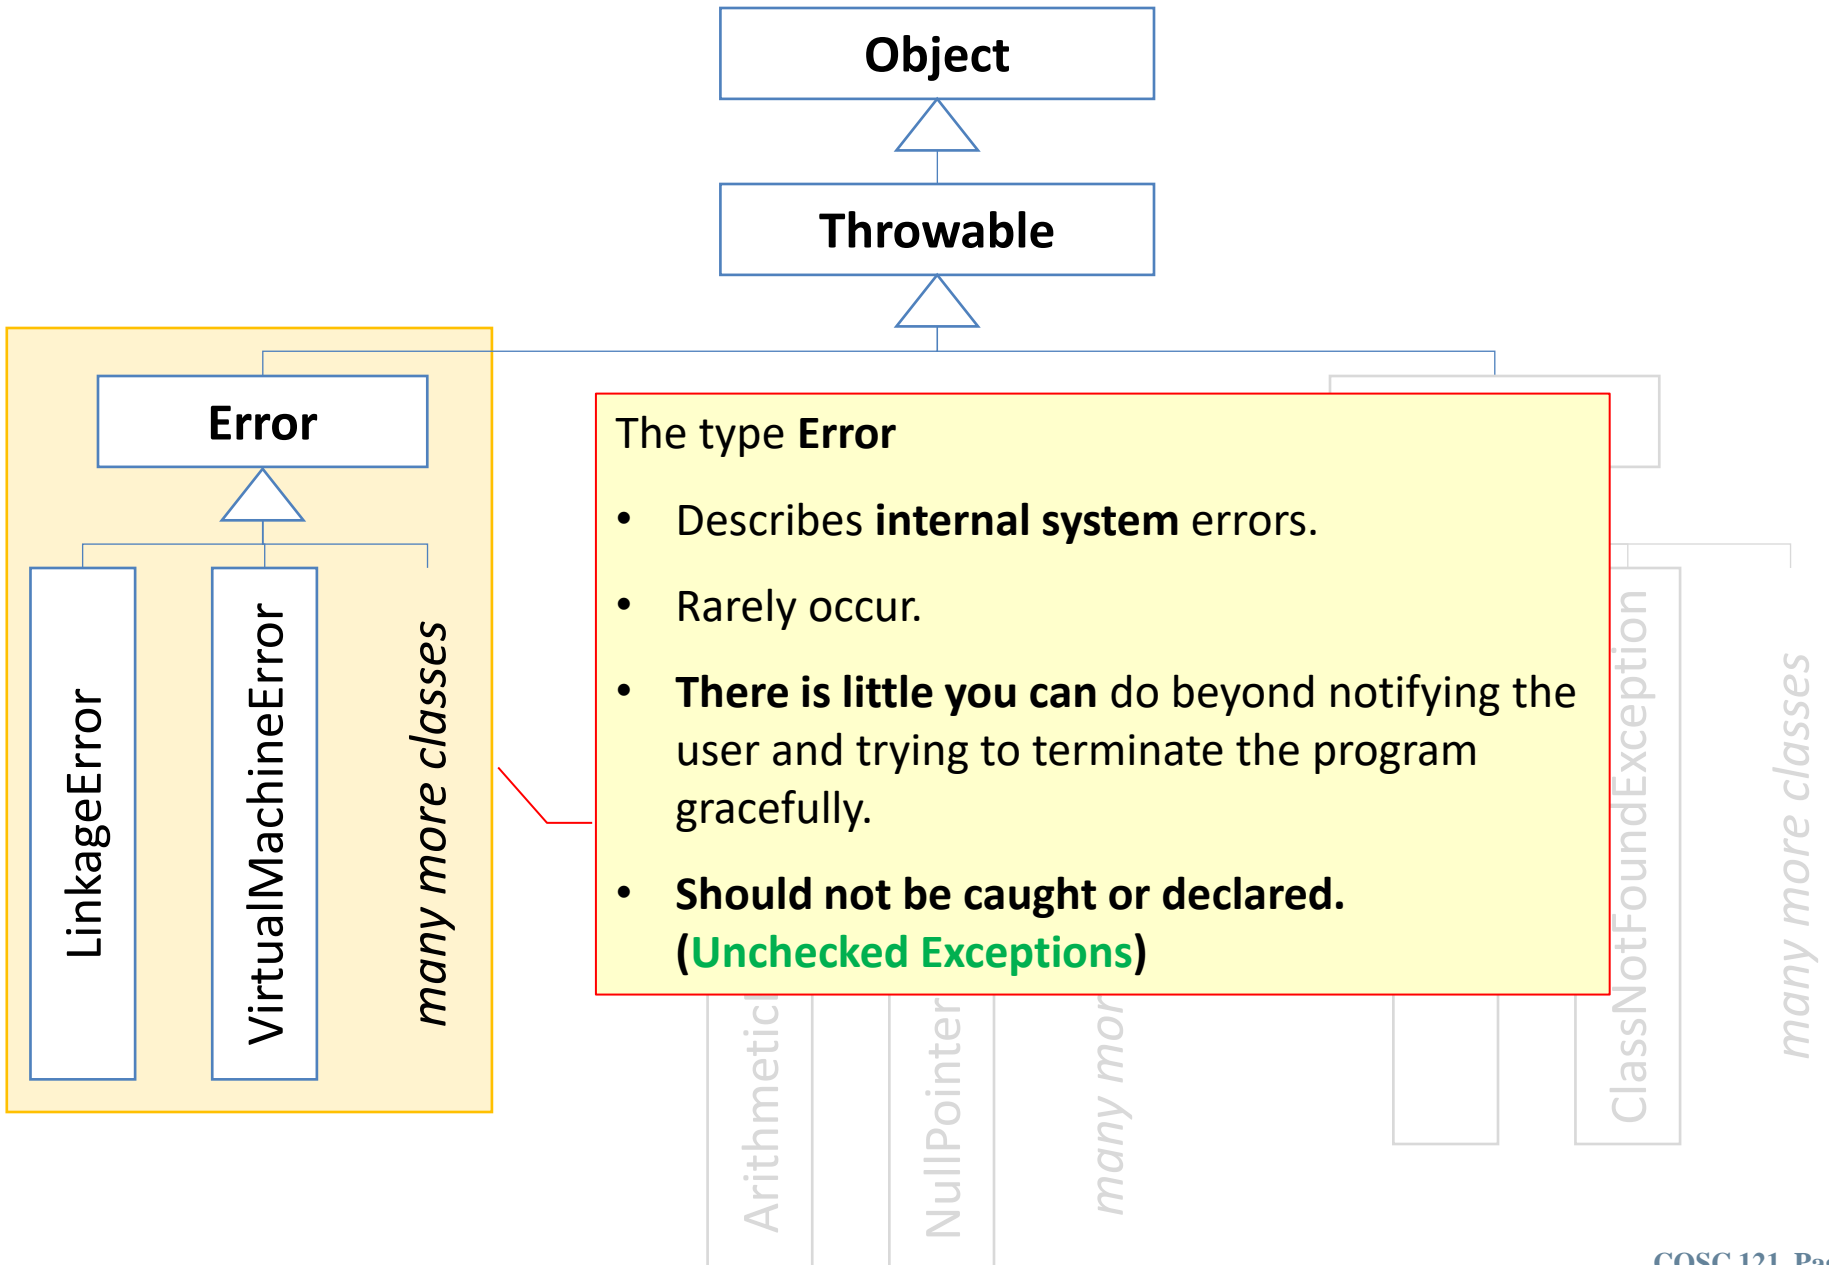 Object
Throwable
Error
The type Error
• Describes internal system errors.
• Rarely occur.
• There is little you can do beyond notifying the
user and trying to terminate the program
gracefully.
• Should not be caught or declared.
(Unchecked Exceptions)
LinkageError
VirtualMachineError
many more classes
Arithmetic
NullPointer
many mor
ClassNotFoundException
many more classes
COSC 121. Pa